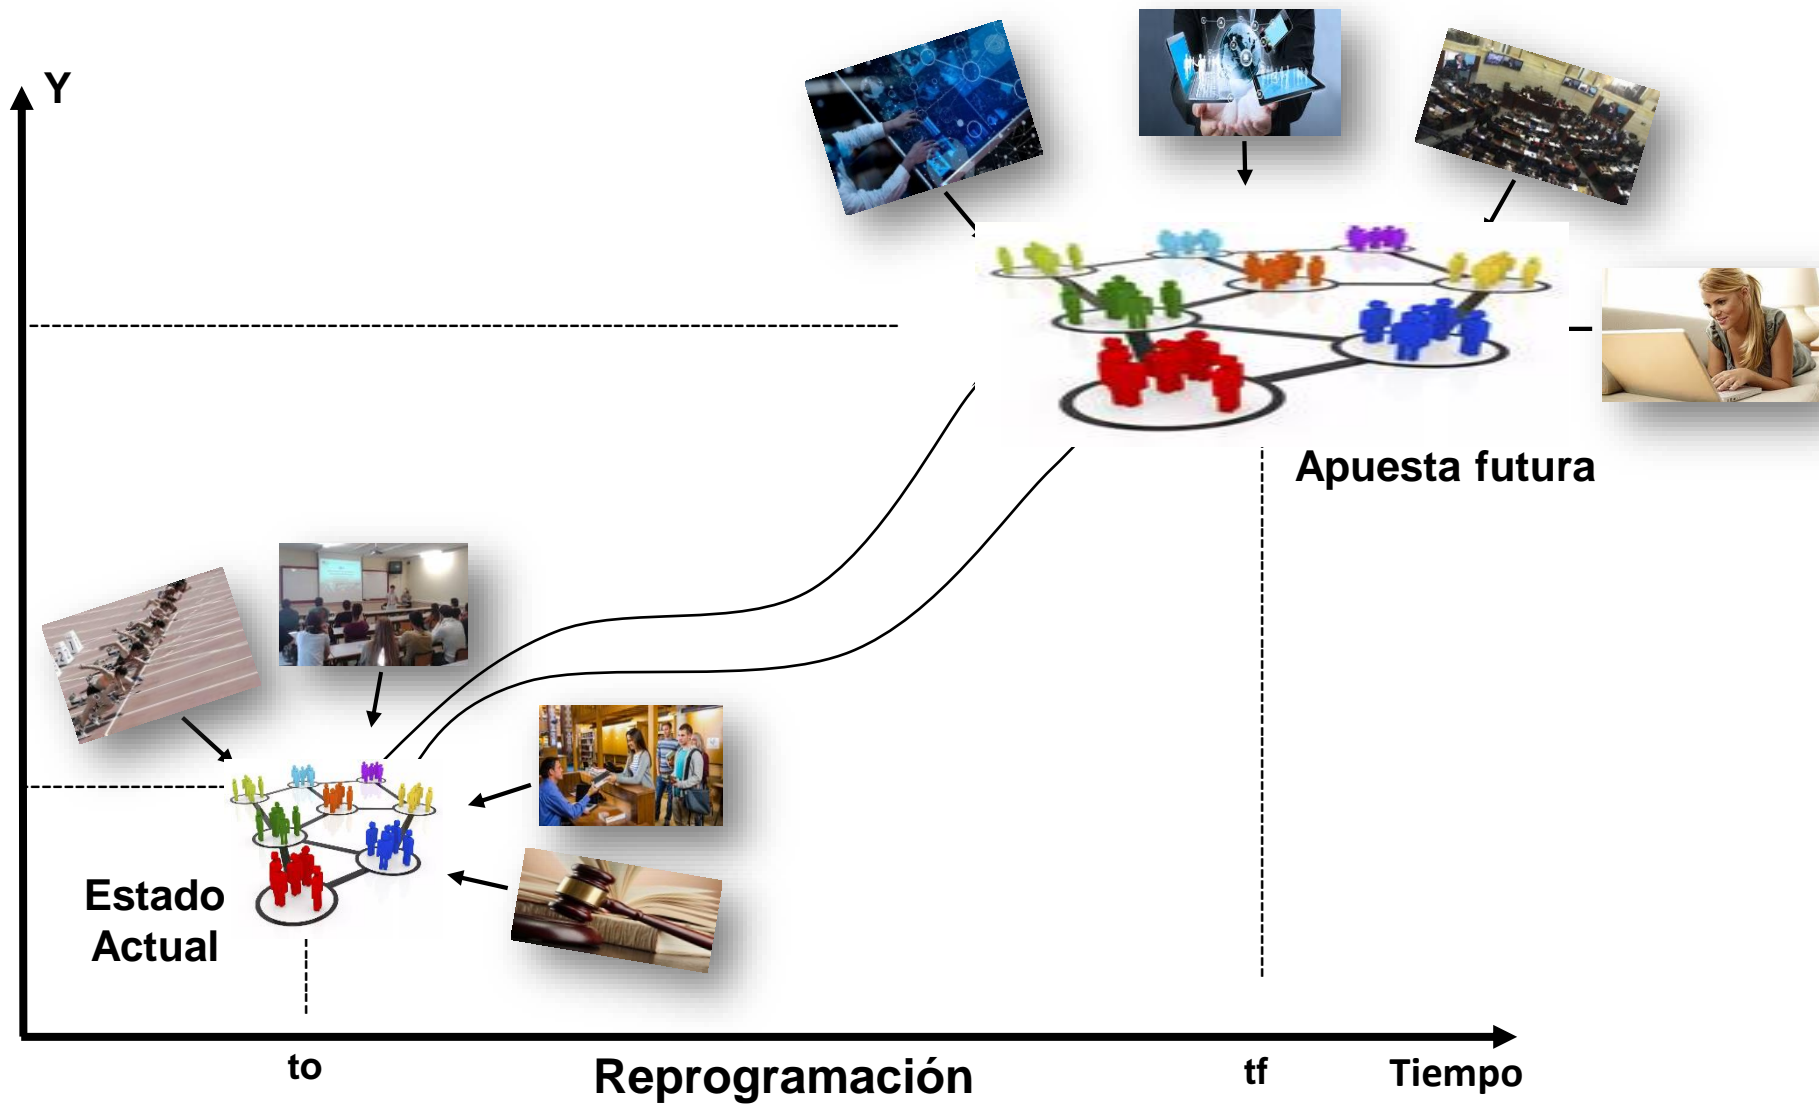 Y
Apuesta futura
Estado
Actual
to
Reprogramación
tf
Tiempo